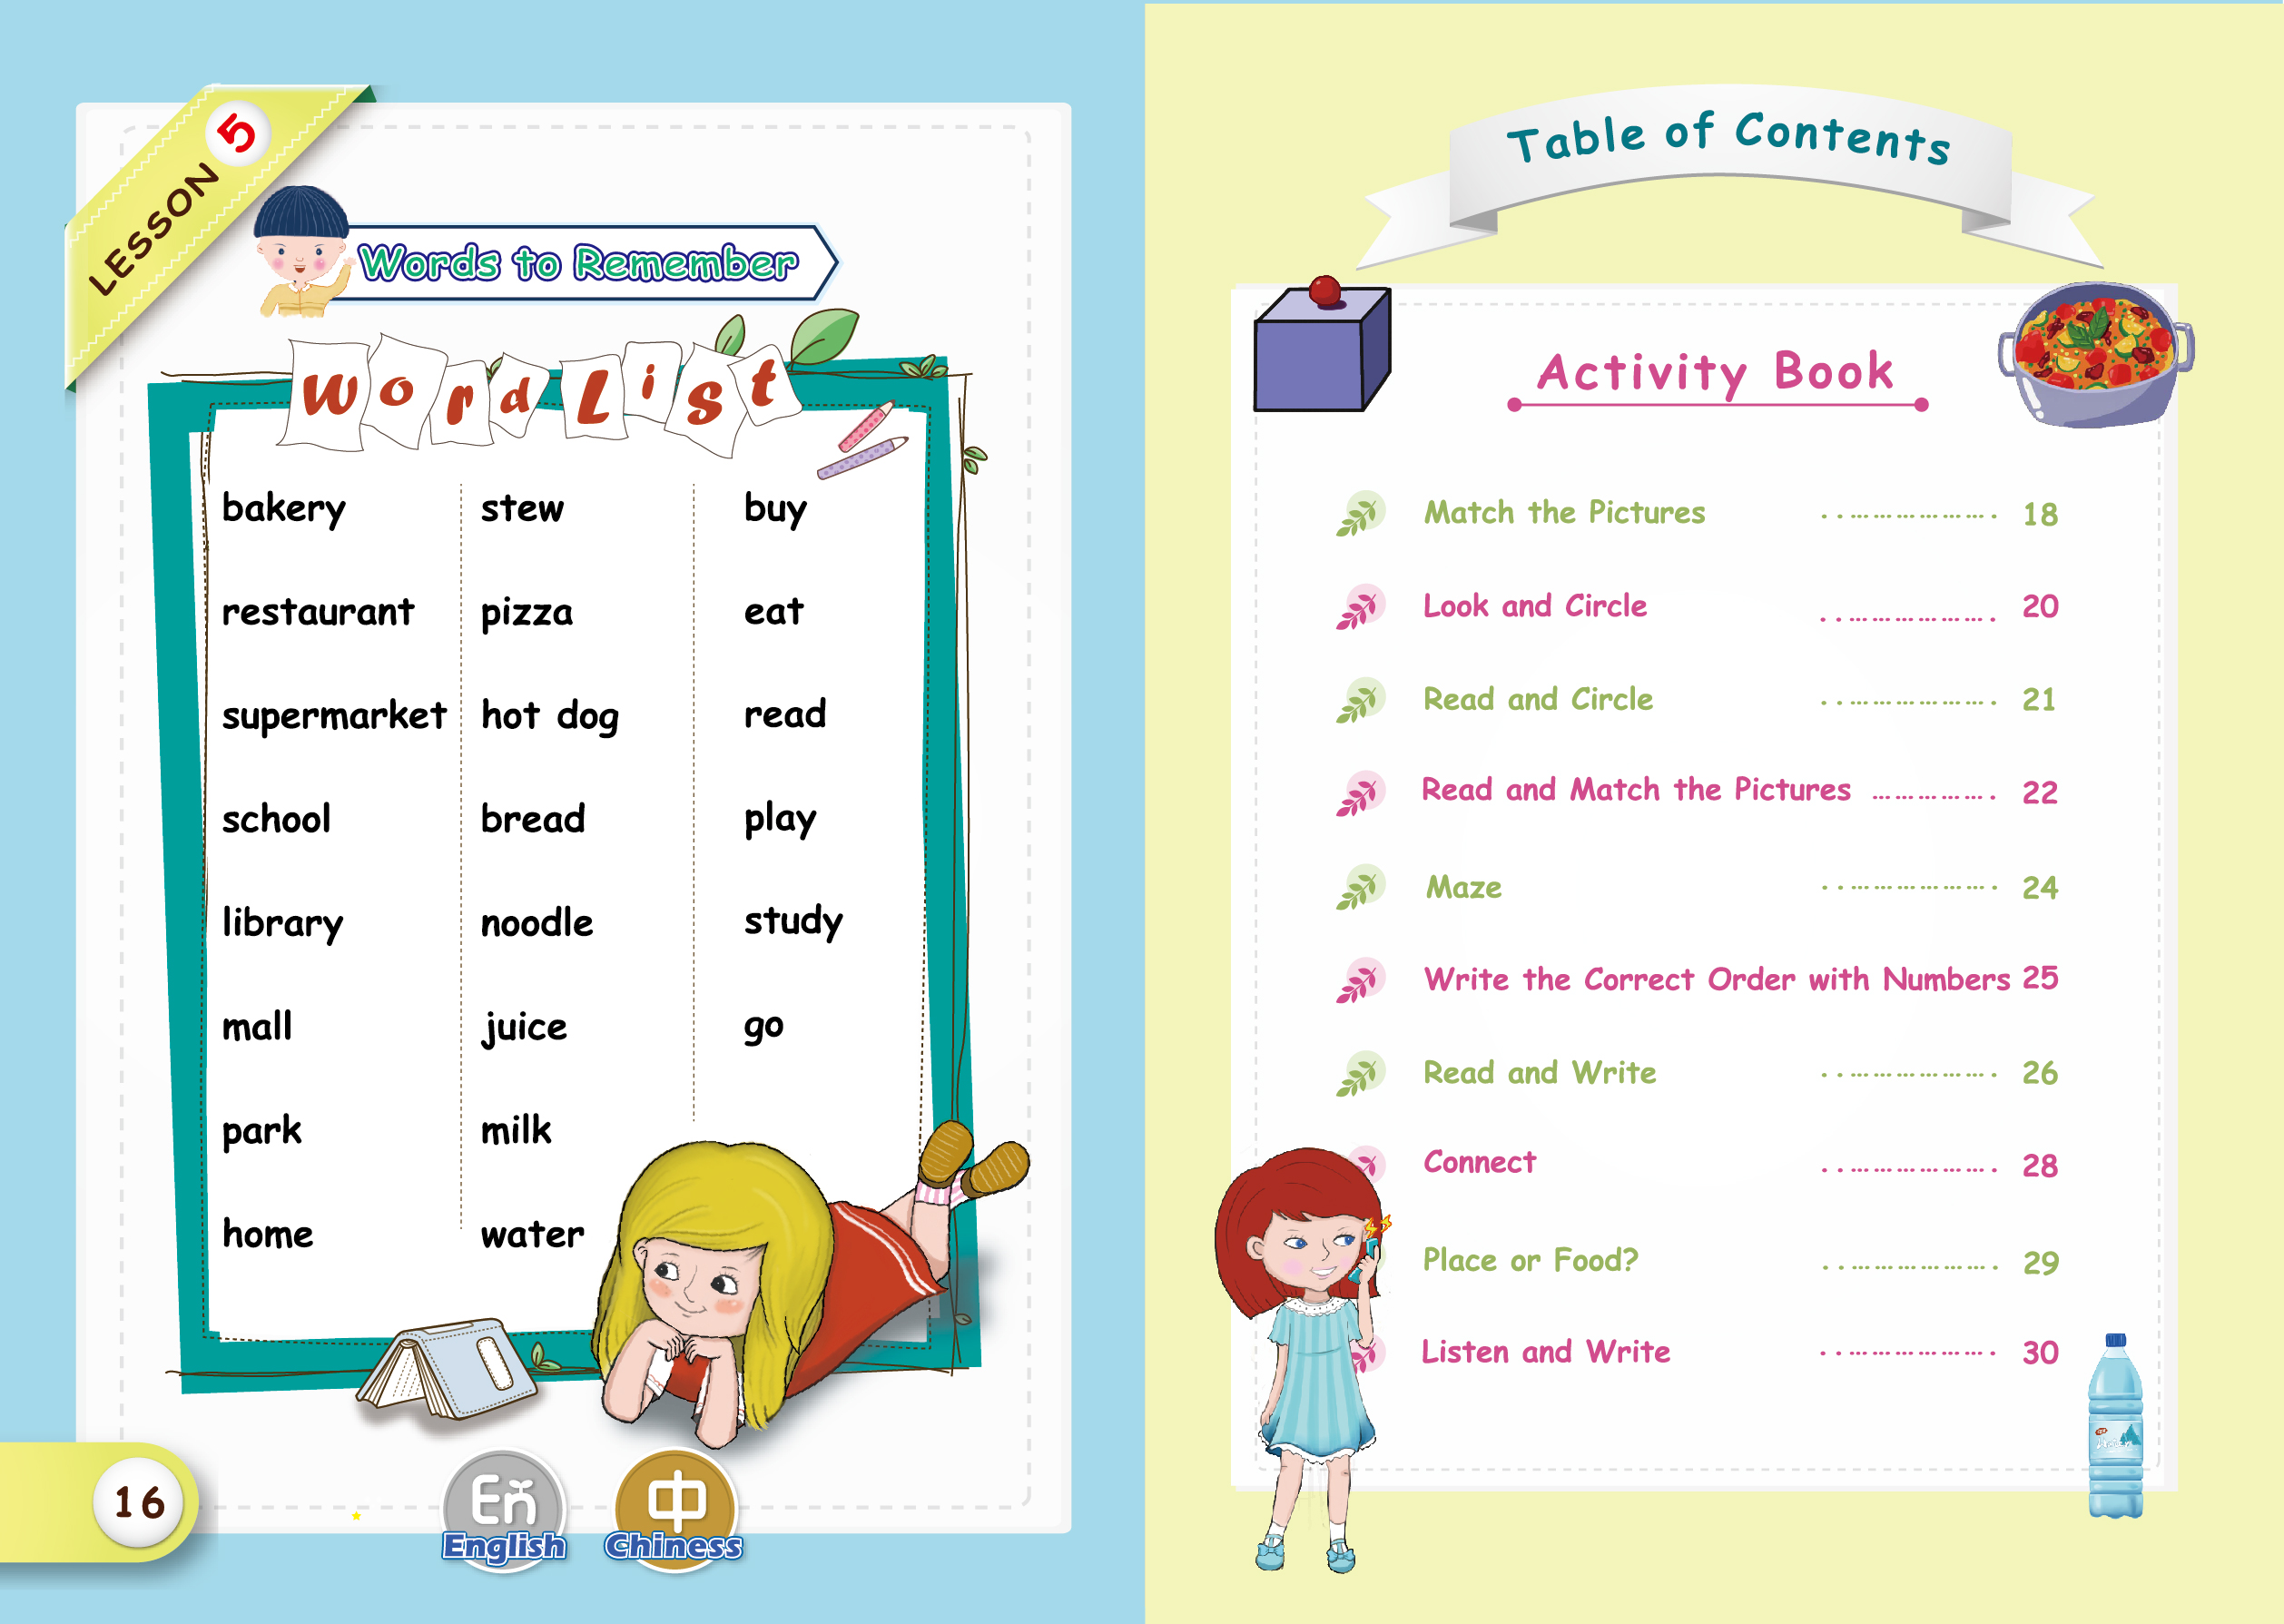 LESSON 5
Words to Remember
Word List
bakery
restaurant
supermarket
school
library
mall
park
home
stew
pizza
hot dog
bread
noodle
juice
milk
water
buy
eat
read
play
study
go
16
En
English
中
Chiness
Table of Contents
Activity Book
Match the Pictures ........................ 18
Look and Circle ........................ 20
Read and Circle ........................ 21
Read and Match the Pictures ................ 22
Maze ........................ 24
Write the Correct Order with Numbers 25
Read and Write ........................ 26
Connect ........................ 28
Place or Food? ........................ 29
Listen and Write ........................ 30